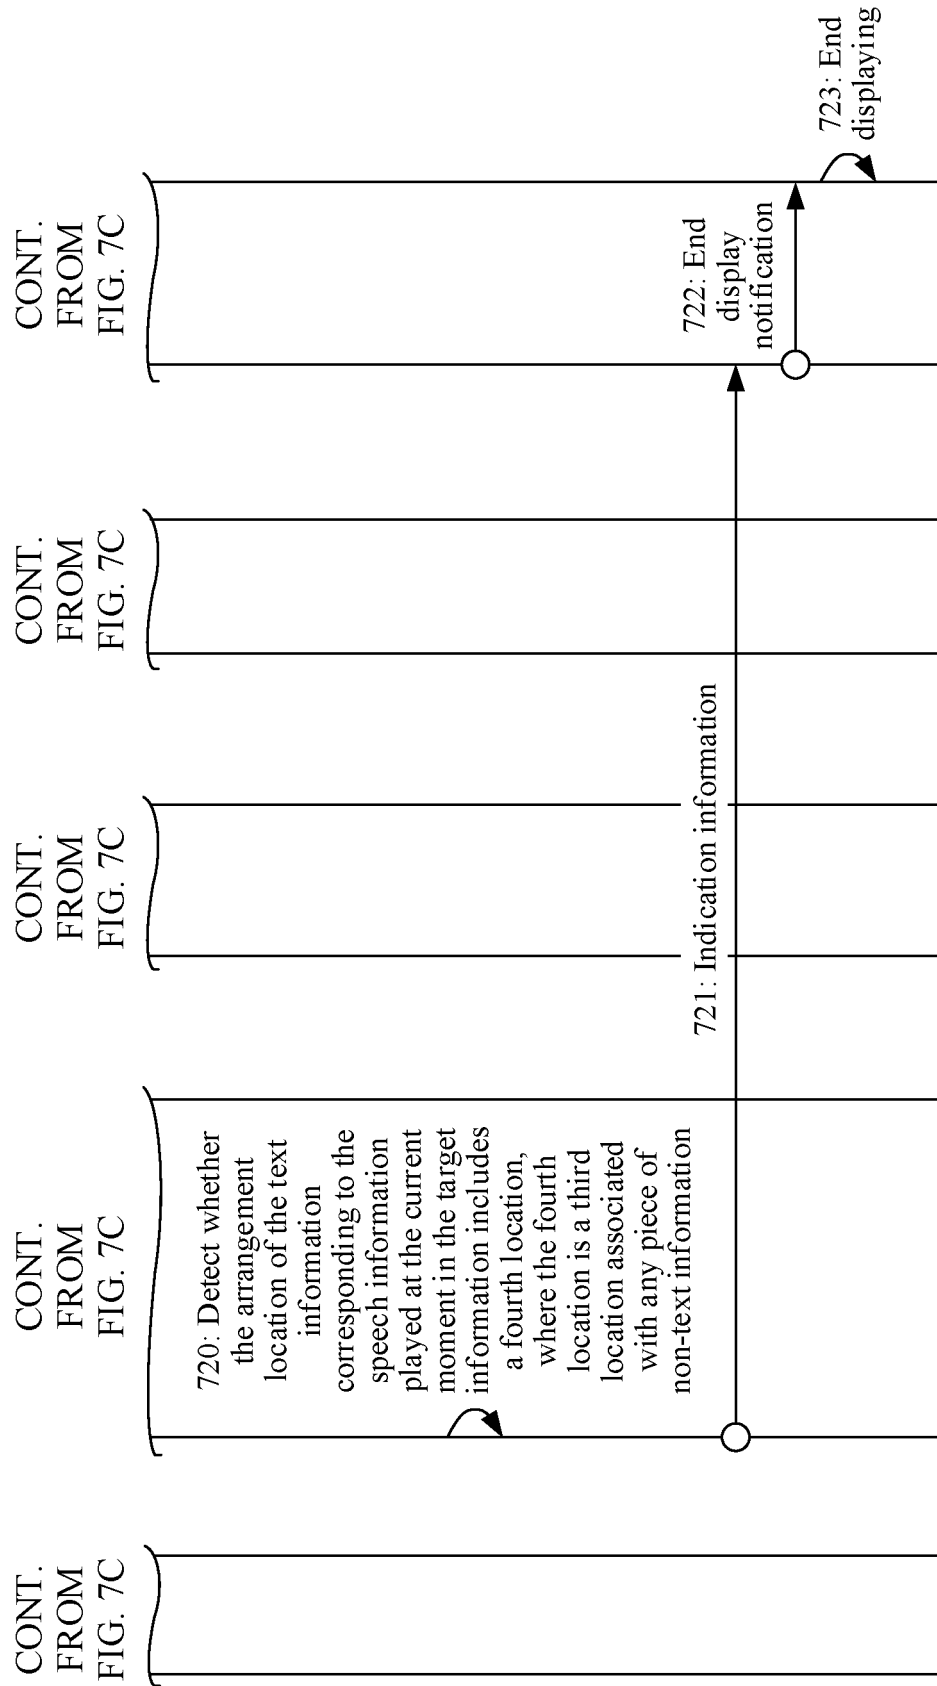 CONT.
FROM
FIG. 7C
CONT.
FROM
FIG. 7C
CONT.
FROM
FIG. 7C
CONT.
FROM
FIG. 7C
CONT.
FROM
FIG. 7C
720: Detect whether
the arrangement
location of the text
information
corresponding to the
speech information
played at the current
moment in the target
information includes
a fourth location,
where the fourth
location is a third
location associated
with any piece of
non-text information
721: Indication information
722: End
display
notification
723: End
displaying